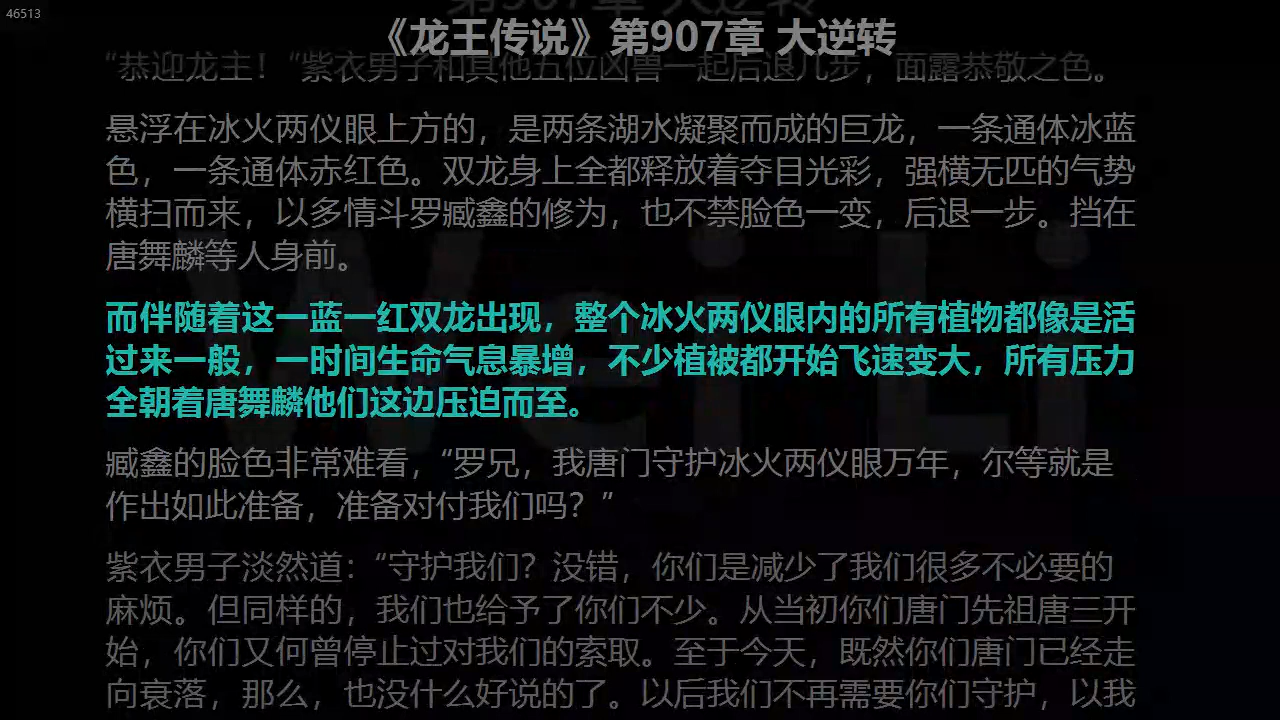 46513
《龙王传说》第907章 大逆转
“恭迎龙主！“紫衣男子和其他五位凶兽一起后退几步，面露恭敬之色。
悬浮在冰火两仪眼上方的，是两条湖水凝聚而成的巨龙，一条通体冰蓝
色，一条通体赤红色。双龙身上全都释放着夺目光彩，强横无匹的气势
横扫而来，以多情斗罗臧鑫的修为，也不禁脸色一变，后退一步。挡在
唐舞麟等人身前。
而伴随着这一蓝一红双龙出现，整个冰火两仪眼内的所有植物都像是活
过来一般，一时间生命气息暴增，不少植被都开始飞速变大，所有压力
全朝着唐舞麟他们这边压迫而至。
臧鑫的脸色非常难看，“罗兄，我唐门守护冰火两仪眼万年，尔等就是
作出如此准备，准备对付我们吗？”
紫衣男子淡然道：“守护我们？没错，你们是减少了我们很多不必要的
麻烦。但同样的，我们也给予了你们不少。从当初你们唐门先祖唐三开
始，你们又何曾停止过对我们的索取。至于今天，既然你们唐门已经走
向衰落，那么，也没什么好说的了。以后我们不再需要你们守护，以我
Wei Li